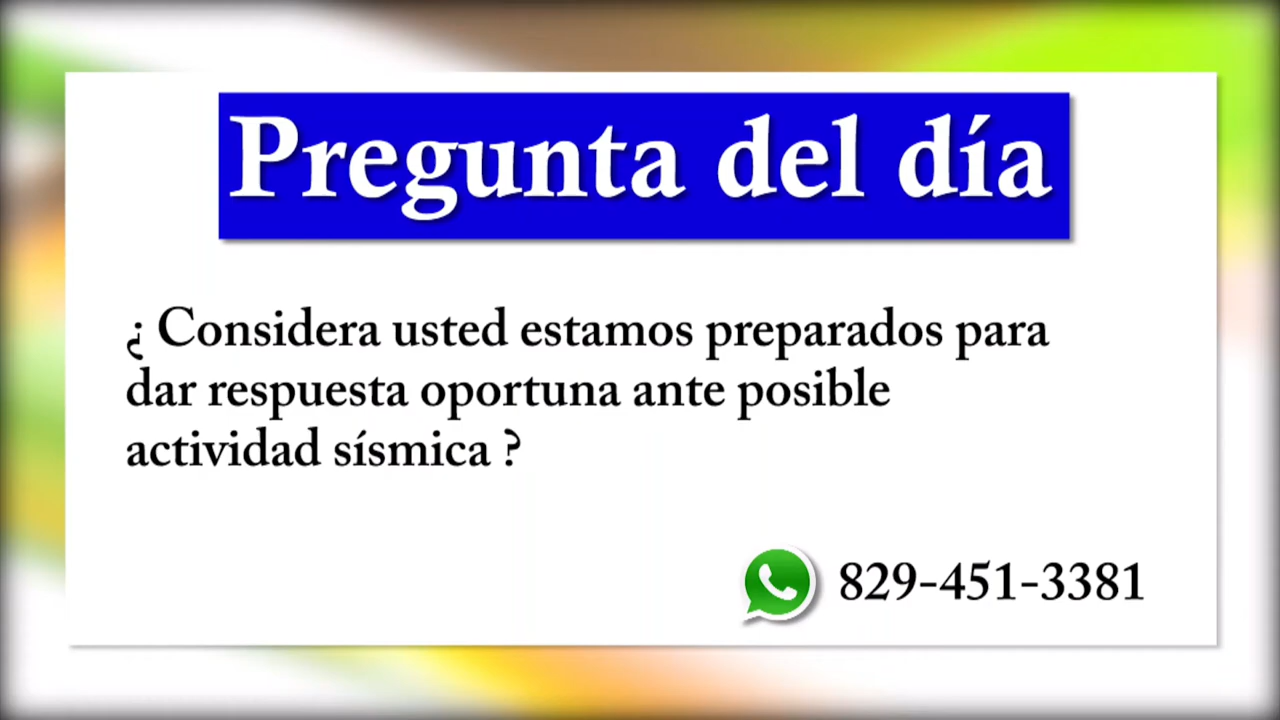 Pregunta del día
¿ Considera usted estamos preparados para
dar respuesta oportuna ante posible
actividad sísmica ?
829-451-3381